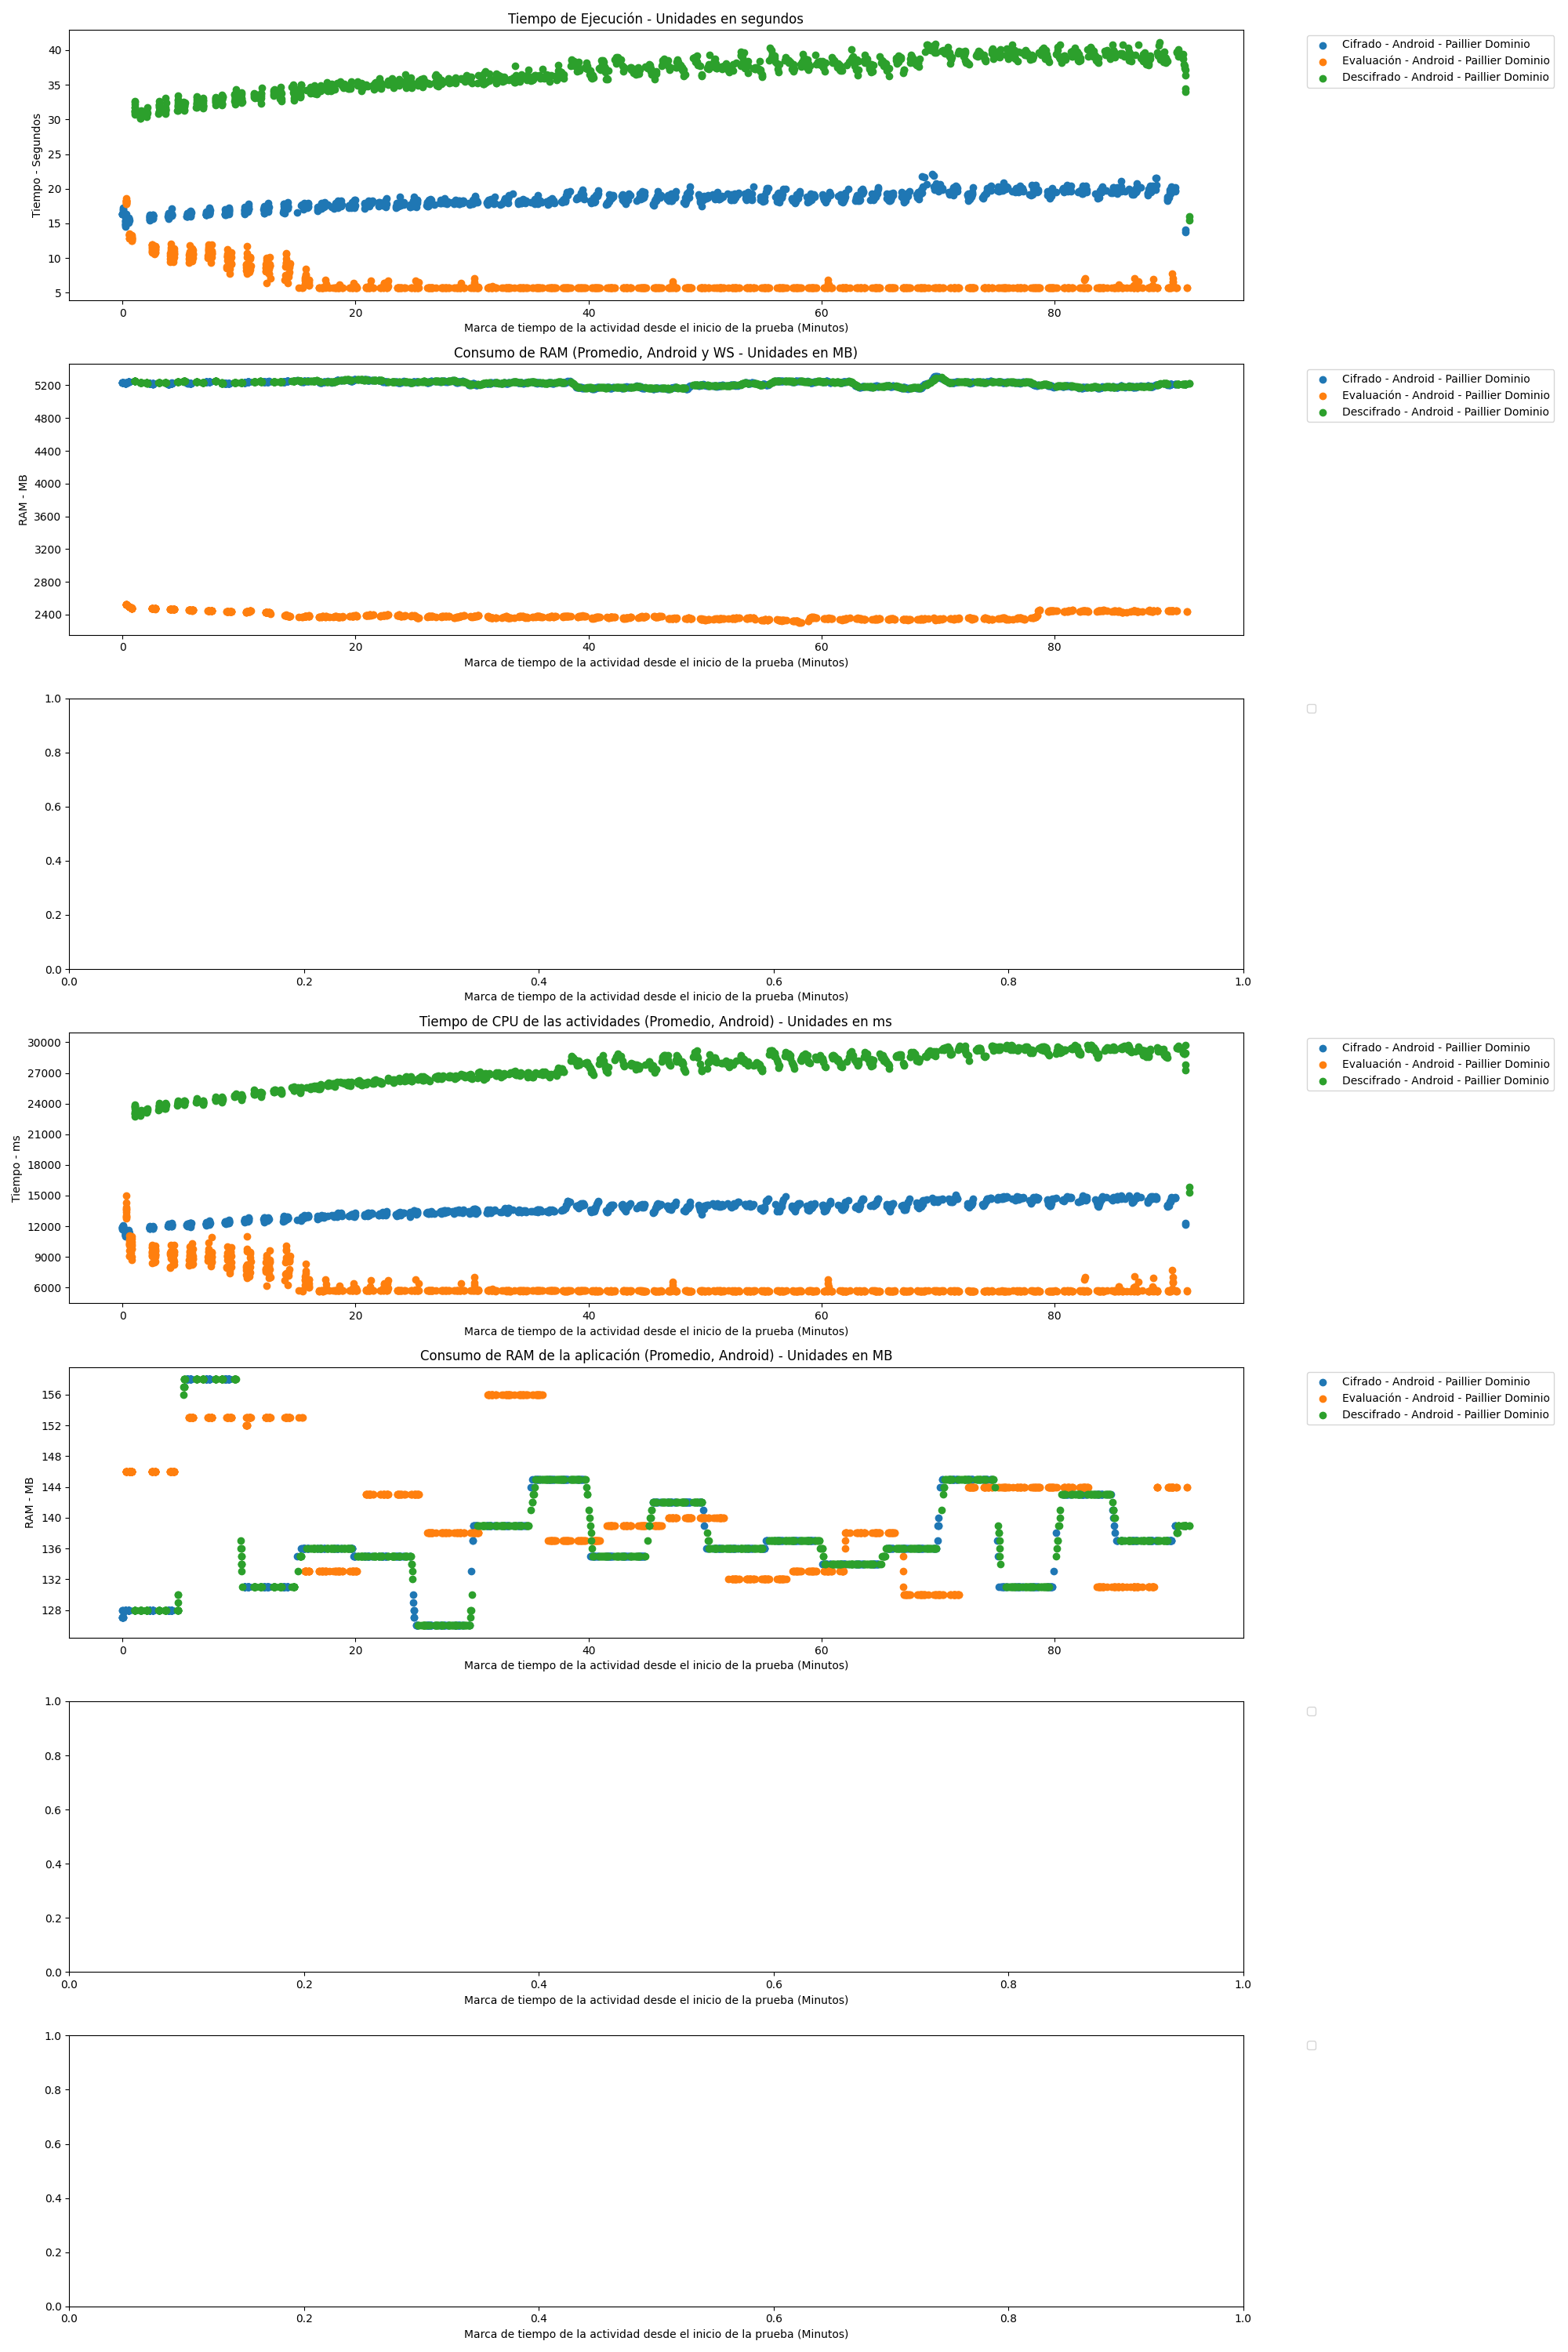 Tiempo de Ejecución - Unidades en segundos
Tiempo - Segundos
40
35
30
25
20
15
10
5
0 20 40 60 80
Marca de tiempo de la actividad desde el inicio de la prueba (Minutos)
Cifrado - Android - Paillier Dominio
Evaluación - Android - Paillier Dominio
Descifrado - Android - Paillier Dominio
Consumo de RAM (Promedio, Android y WS - Unidades en MB)
RAM - MB
5200
4800
4400
4000
3600
3200
2800
2400
0 20 40 60 80
Marca de tiempo de la actividad desde el inicio de la prueba (Minutos)
Cifrado - Android - Paillier Dominio
Evaluación - Android - Paillier Dominio
Descifrado - Android - Paillier Dominio
1.0
0.8
0.6
0.4
0.2
0.0
0.0 0.2 0.4 0.6 0.8 1.0
Marca de tiempo de la actividad desde el inicio de la prueba (Minutos)
Tiempo de CPU de las actividades (Promedio, Android) - Unidades en ms
Tiempo - ms
30000
27000
24000
21000
18000
15000
12000
9000
6000
0 20 40 60 80
Marca de tiempo de la actividad desde el inicio de la prueba (Minutos)
Cifrado - Android - Paillier Dominio
Evaluación - Android - Paillier Dominio
Descifrado - Android - Paillier Dominio
Consumo de RAM de la aplicación (Promedio, Android) - Unidades en MB
RAM - MB
156
152
148
144
140
136
132
128
0 20 40 60 80
Marca de tiempo de la actividad desde el inicio de la prueba (Minutos)
Cifrado - Android - Paillier Dominio
Evaluación - Android - Paillier Dominio
Descifrado - Android - Paillier Dominio
1.0
0.8
0.6
0.4
0.2
0.0
0.0 0.2 0.4 0.6 0.8 1.0
Marca de tiempo de la actividad desde el inicio de la prueba (Minutos)
1.0
0.8
0.6
0.4
0.2
0.0
0.0 0.2 0.4 0.6 0.8 1.0
Marca de tiempo de la actividad desde el inicio de la prueba (Minutos)